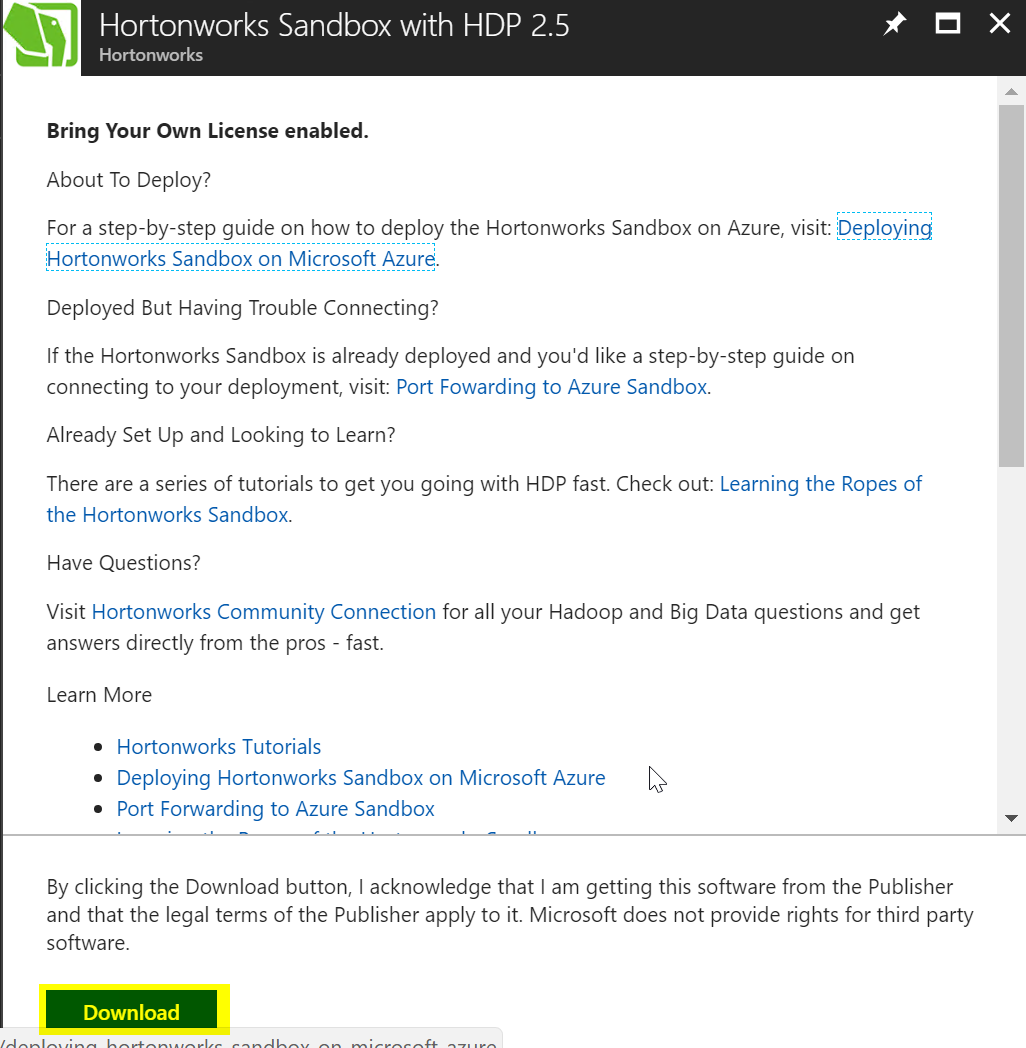 Hortonworks Sandbox with HDP 2.5
Hortonworks
Bring Your Own License enabled.
About To Deploy?
For a step-by-step guide on how to deploy the Hortonworks Sandbox on Azure, visit: Deploying
Hortonworks Sandbox on Microsoft Azure.
Deployed But Having Trouble Connecting?
If the Hortonworks Sandbox is already deployed and you'd like a step-by-step guide on
connecting to your deployment, visit: Port Fowarding to Azure Sandbox.
Already Set Up and Looking to Learn?
There are a series of tutorials to get you going with HDP fast. Check out: Learning the Ropes of
the Hortonworks Sandbox.
Have Questions?
Visit Hortonworks Community Connection for all your Hadoop and Big Data questions and get
answers directly from the pros - fast.
Learn More
Hortonworks Tutorials
Deploying Hortonworks Sandbox on Microsoft Azure
Port Forwarding to Azure Sandbox
By clicking the Download button, I acknowledge that I am getting this software from the Publisher
and that the legal terms of the Publisher apply to it. Microsoft does not provide rights for third party
software.
Download
/deploying-hortonworks-sandbox-on-microsoft-azure